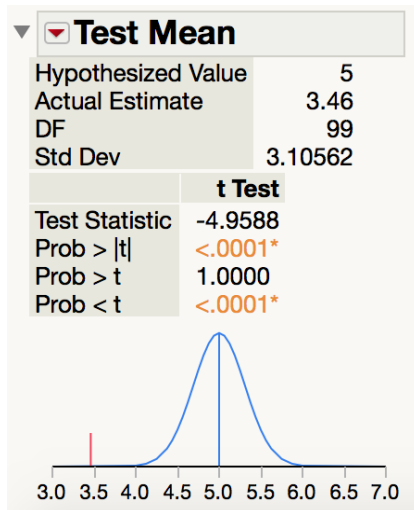 Test Mean
Hypothesized Value 5
Actual Estimate 3.46
DF 99
Std Dev 3.10562
t Test
Test Statistic -4.9588
Prob > |t| <.0001*
Prob > t 1.0000
Prob < t <.0001*
3.0 3.5 4.0 4.5 5.0 5.5 6.0 6.5 7.0